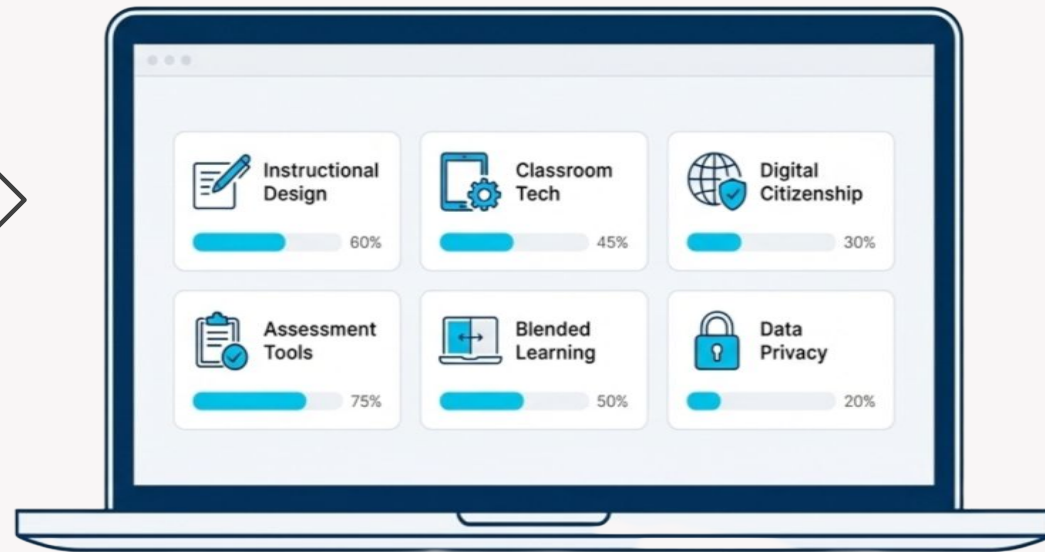 Instructional
Design
60%
Classroom
Tech
45%
Digital
Citizenship
30%
Assessment
Tools
75%
Blended
Learning
50%
Data
Privacy
20%